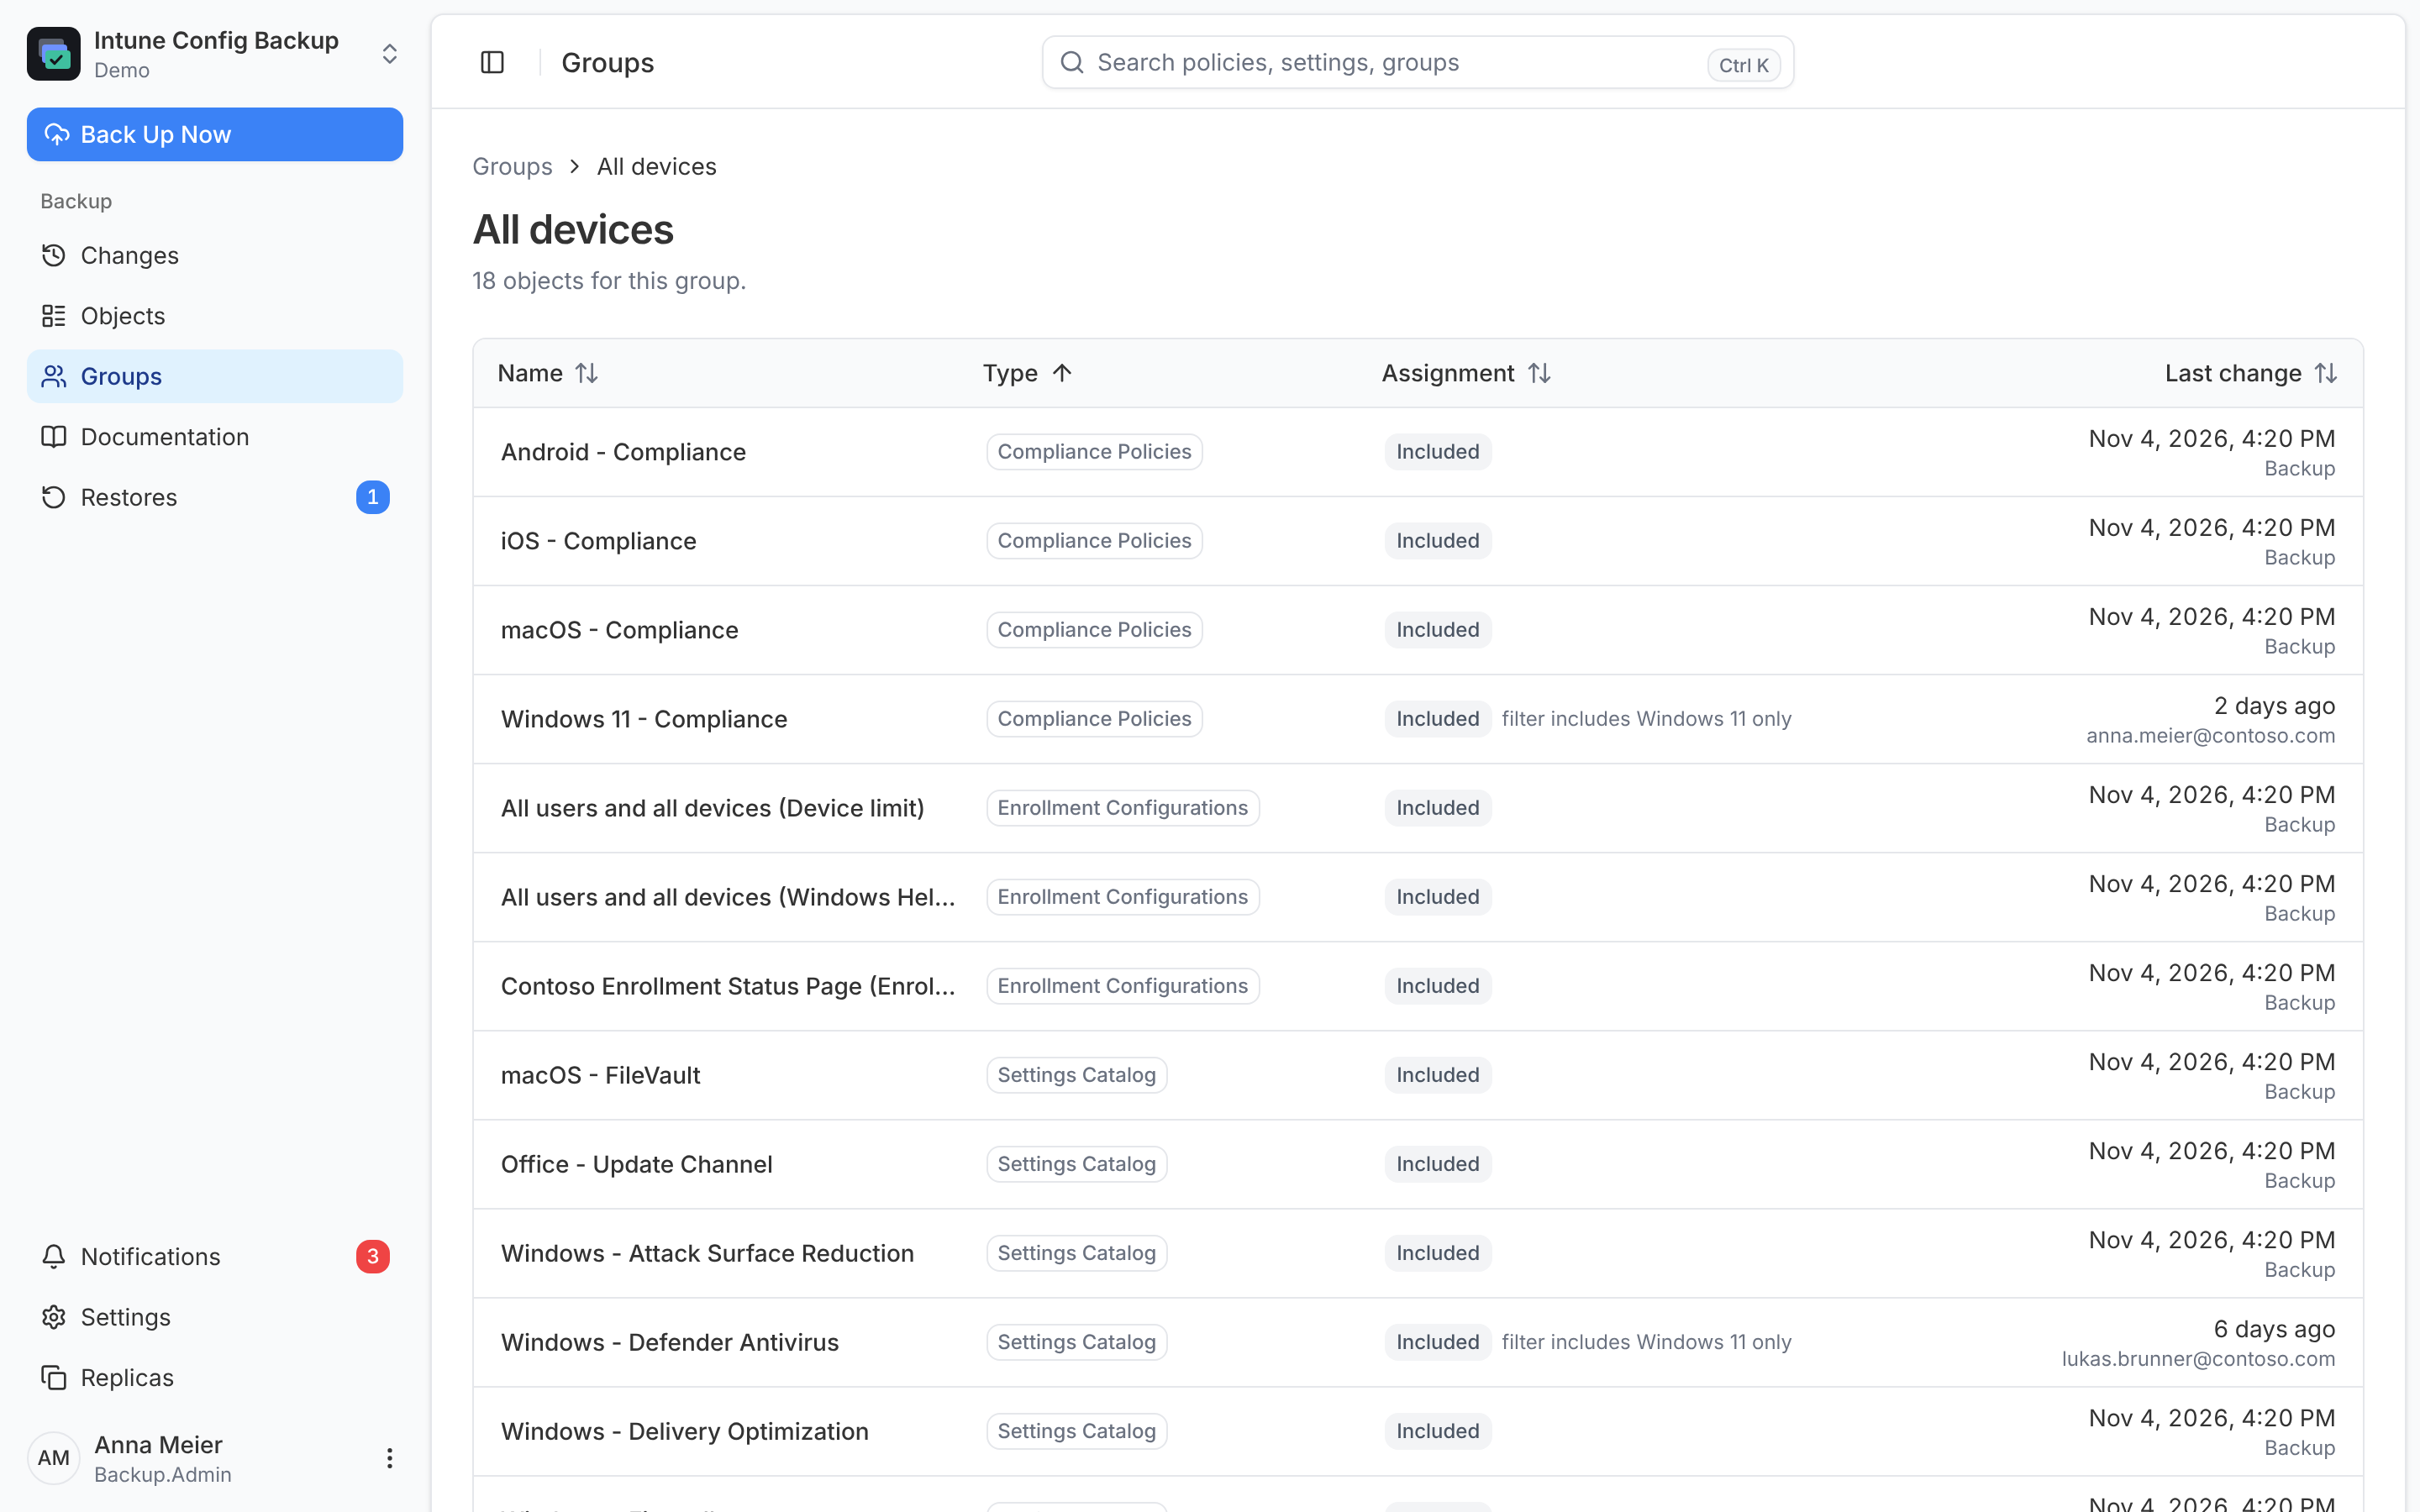 Intune Config Backup
Demo
Back Up Now
Backup
Changes
Objects
Groups
Documentation
Restores 1
Notifications 3
Settings
Replicas
AM
Anna Meier
Backup.Admin
Groups
Search policies, settings, groups Ctrl K
Groups > All devices
All devices
18 objects for this group.
Name Type Assignment Last change
Android - Compliance Compliance Policies Included Nov 4, 2026, 4:20 PM
Backup
iOS - Compliance Compliance Policies Included Nov 4, 2026, 4:20 PM
Backup
macOS - Compliance Compliance Policies Included Nov 4, 2026, 4:20 PM
Backup
Windows 11 - Compliance Compliance Policies Included filter includes Windows 11 only 2 days ago
anna.meier@contoso.com
All users and all devices (Device limit) Enrollment Configurations Included Nov 4, 2026, 4:20 PM
Backup
All users and all devices (Windows Hel... Enrollment Configurations Included Nov 4, 2026, 4:20 PM
Backup
Contoso Enrollment Status Page (Enrol... Enrollment Configurations Included Nov 4, 2026, 4:20 PM
Backup
macOS - FileVault Settings Catalog Included Nov 4, 2026, 4:20 PM
Backup
Office - Update Channel Settings Catalog Included Nov 4, 2026, 4:20 PM
Backup
Windows - Attack Surface Reduction Settings Catalog Included Nov 4, 2026, 4:20 PM
Backup
Windows - Defender Antivirus Settings Catalog Included filter includes Windows 11 only 6 days ago
lukas.brunner@contoso.com
Windows - Delivery Optimization Settings Catalog Included Nov 4, 2026, 4:20 PM
Backup
Nov 4, 2026, 4:20 PM